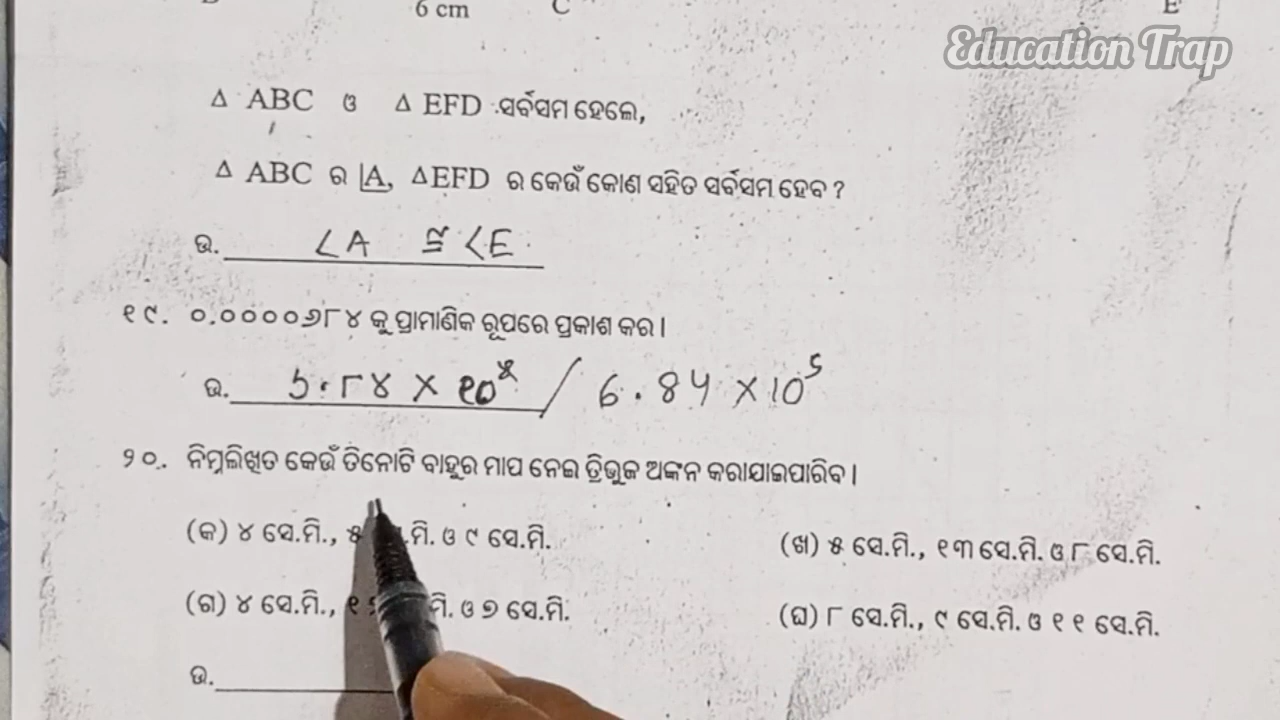 6 cm C E
Education Trap
Δ ABC ଓ Δ EFD ସର୍ବସମ ହେଲେ,
Δ ABC ର |A, ΔEFD ର କେଉଁ କୋଣ ସହିତ ସର୍ବସମ ହେବ ?
ଉ. <A ≅ <E
୧୯. ୦.୦୦୦୦୬୮୪ କୁ ପ୍ରାମାଣିକ ରୂପରେ ପ୍ରକାଶ କର ।
ଉ. ୬.୮୪ × ୧୦ / 6.84 × 10⁵
୨୦. ନିମ୍ନଲିଖିତ କେଉଁ ତିନୋଟି ବାହୁର ମାପ ନେଇ ତ୍ରିଭୁଜ ଅଙ୍କନ କରାଯାଇପାରିବ ।
(କ) ୪ ସେ.ମି., ୫ ମି. ଓ ୯ ସେ.ମି. (ଖ) ୫ ସେ.ମି., ୧୩ ସେ.ମି. ଓ ୮ ସେ.ମି.
(ଗ) ୪ ସେ.ମି., ମି. ଓ ୭ ସେ.ମି. (ଘ) ୮ ସେ.ମି., ୯ ସେ.ମି. ଓ ୧୧ ସେ.ମି.
ଉ.